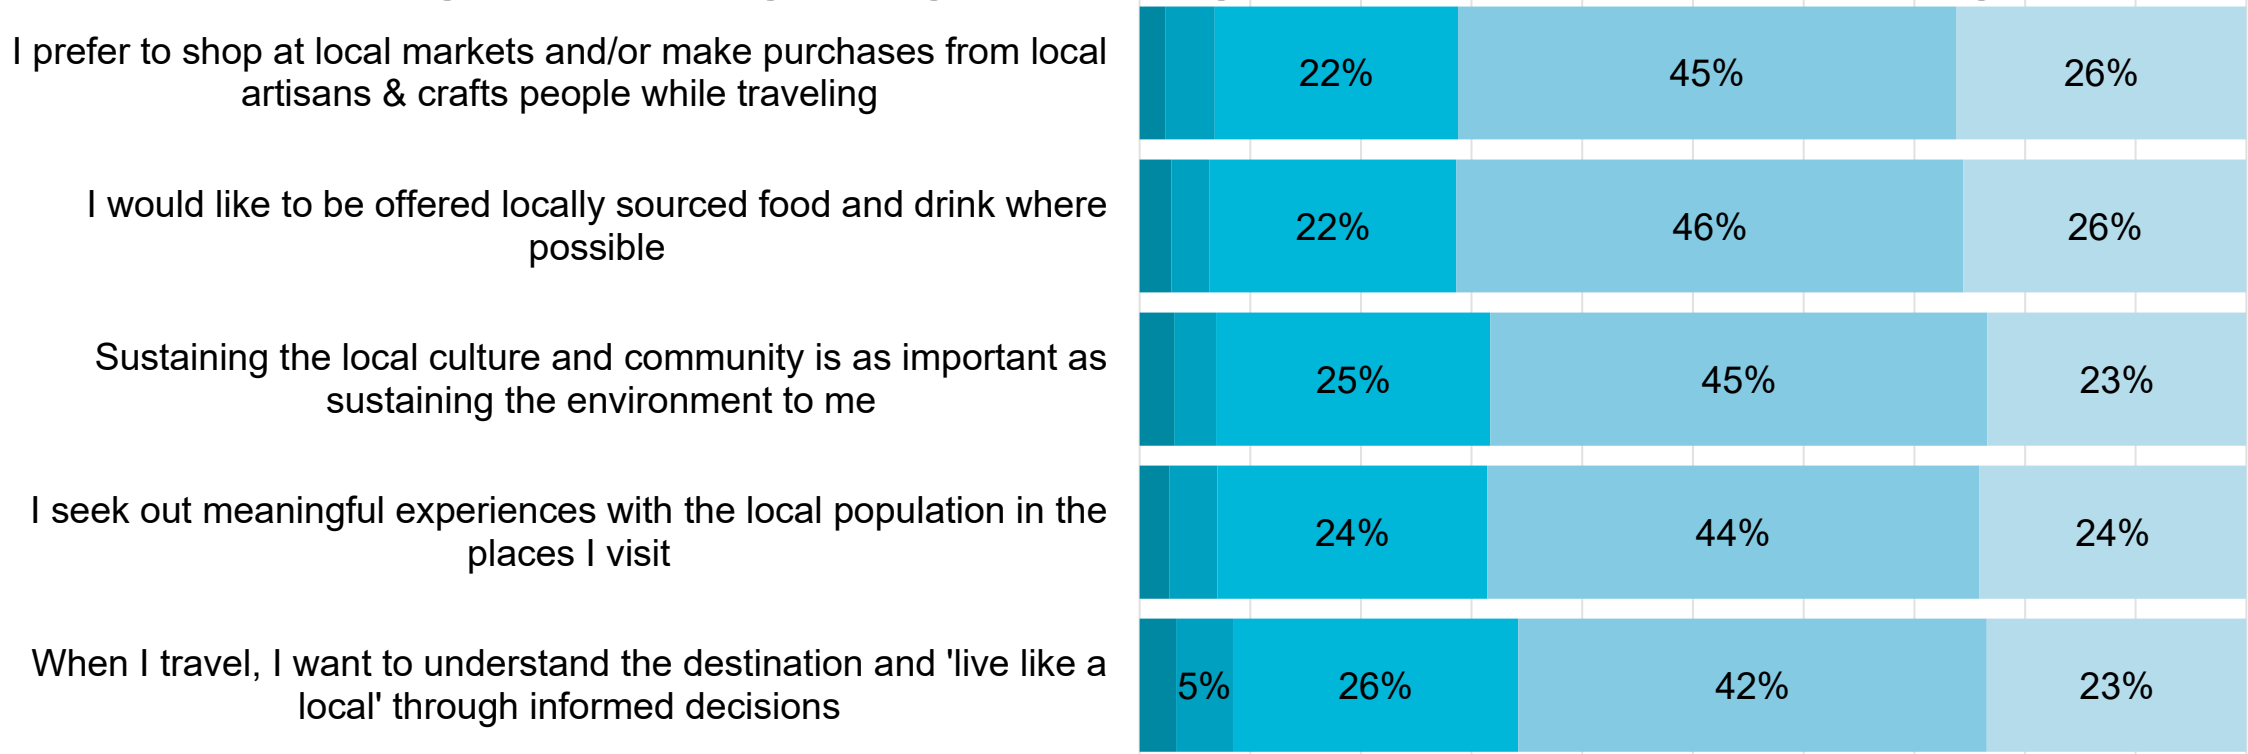 I prefer to shop at local markets and/or make purchases from local
artisans & crafts people while traveling
22% 45% 26%
I would like to be offered locally sourced food and drink where
possible
22% 46% 26%
Sustaining the local culture and community is as important as
sustaining the environment to me
25% 45% 23%
I seek out meaningful experiences with the local population in the
places I visit
24% 44% 24%
When I travel, I want to understand the destination and 'live like a
local' through informed decisions
5% 26% 42% 23%